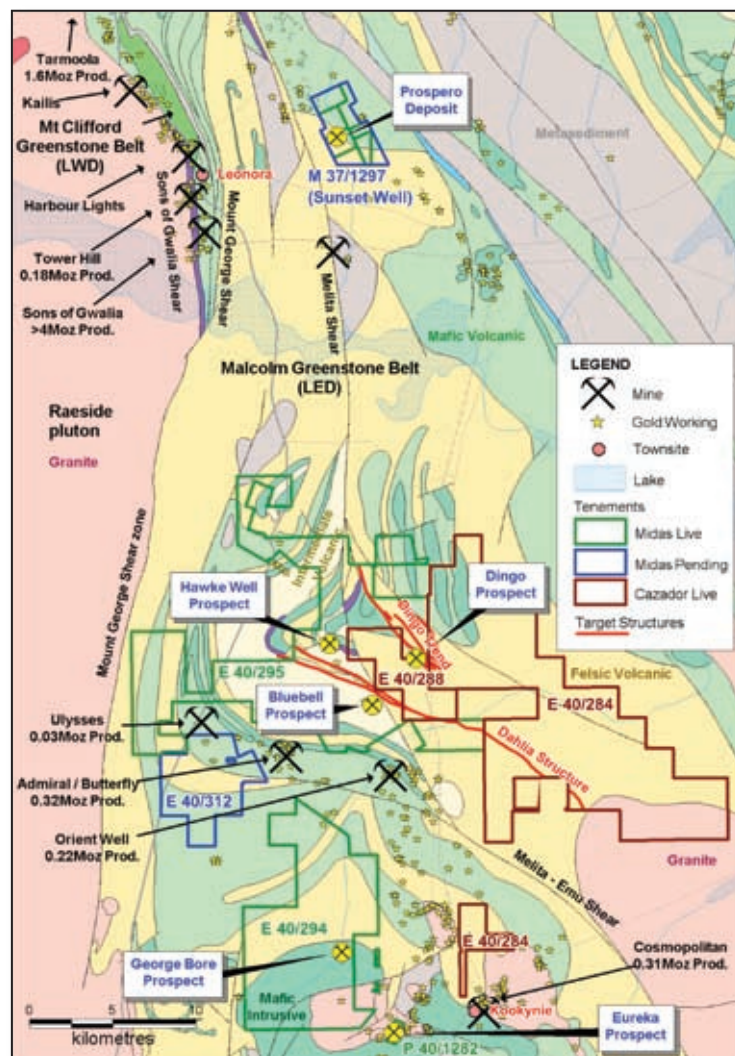 Tarmoola
1.6Moz Prod.
Kailis
Mt Clifford
Greenstone Belt
(LWD)
Leonora
Harbour Lights
Tower Hill
0.18Moz Prod.
Sons of Gwalia
>4Moz Prod.
Sons of Gwalia Shear
Mount George Shear
Prospero
Deposit
M 37/1297
(Sunset Well)
Metasediment
Melita Shear
Mafic Volcanic
Malcolm Greenstone Belt
(LED)
Raeside
pluton
Granite
LEGEND
Mine
Gold Working
Townsite
Lake
Tenements
Midas Live
Midas Pending
Cazador Live
Target Structures
Mount George Shear zone
Intermediate
Volcanic
Hawke Well
Prospect
Dingo
Prospect
Dingo Trend
E 40/295
E 40/288
Felsic Volcanic
E 40/284
Bluebell
Prospect
Ulysses
0.03Moz Prod.
Dahlia Structure
Admiral / Butterfly
0.32Moz Prod.
E 40/312
Orient Well
0.22Moz Prod.
Melita - Emu Shear
Granite
E 40/294
E 40/284
Cosmopolitan
0.31Moz Prod.
George Bore
Prospect
Mafic
Intrusive
Kookynie
Eureka
Prospect
P 40/1282
0 5 10
kilometres